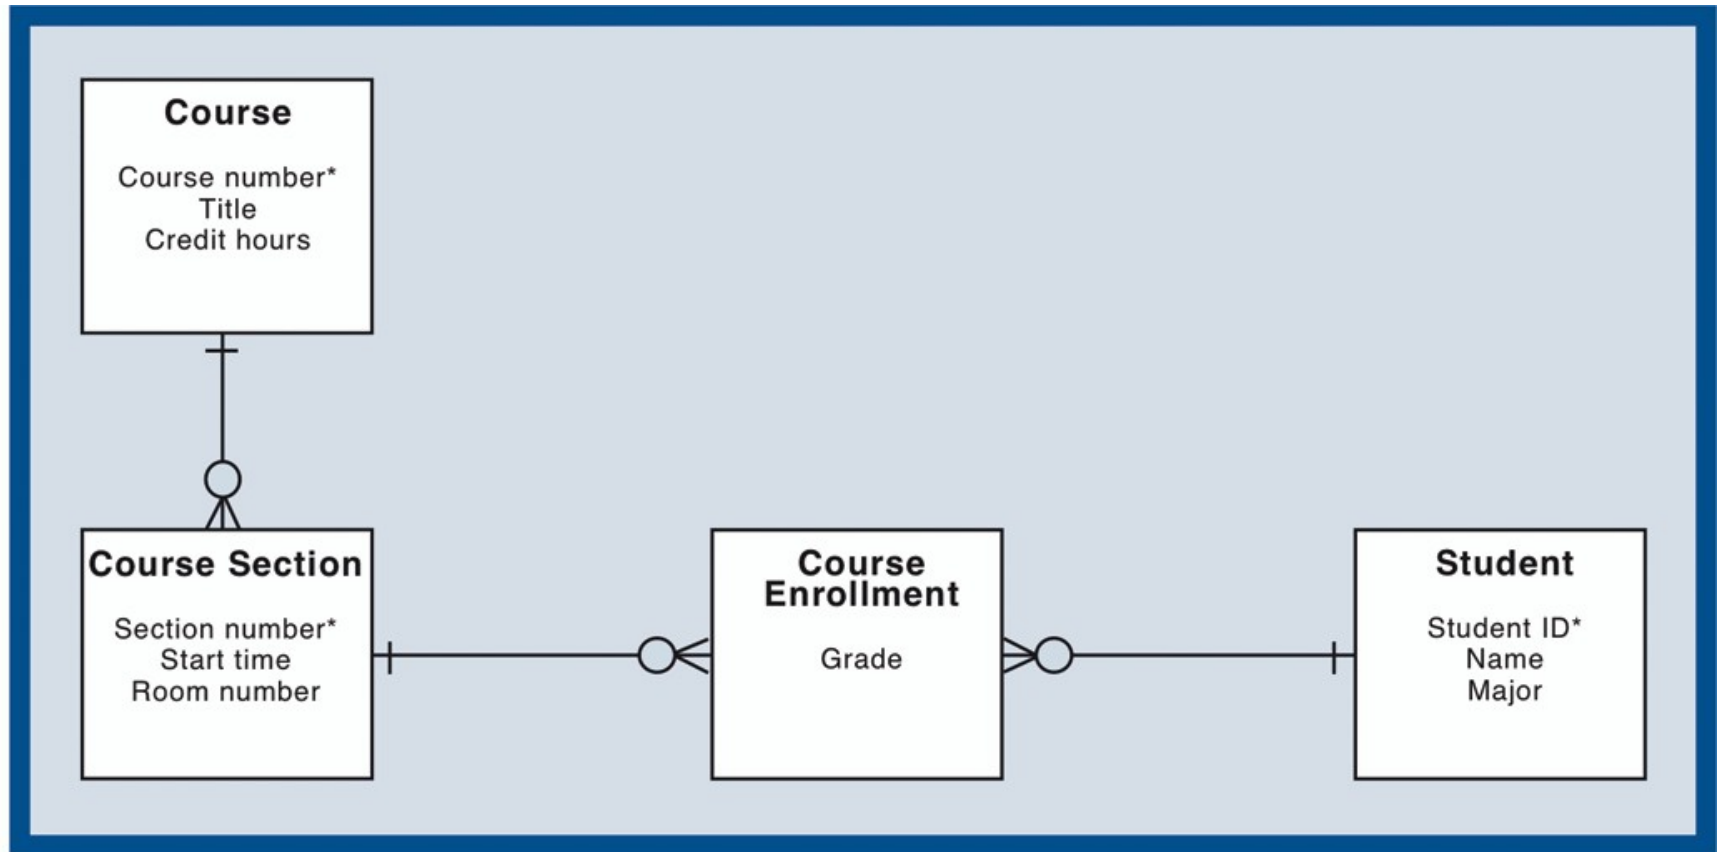 Course
Course number*
Title
Credit hours
Course Section
Section number*
Start time
Room number
Course
Enrollment
Grade
Student
Student ID*
Name
Major